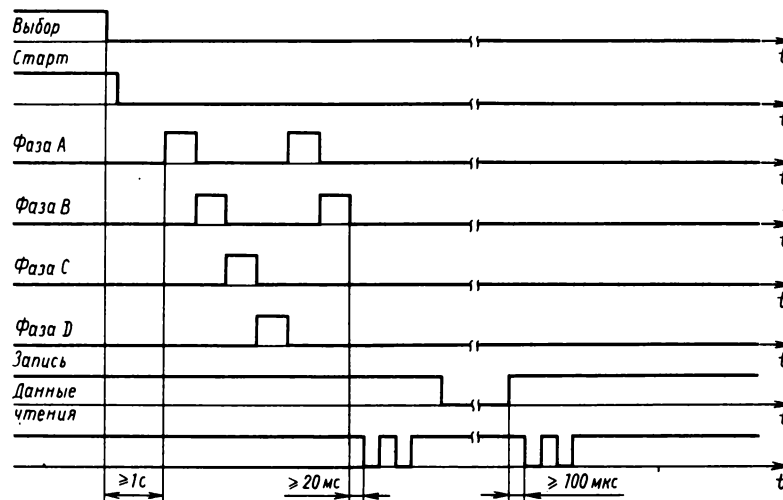 Выбор
t
Старт
t
Фаза А
t
Фаза В
t
Фаза С
t
Фаза D
t
Запись
t
Данные
чтения
≥1с
≥20мс
≥100мкс
t